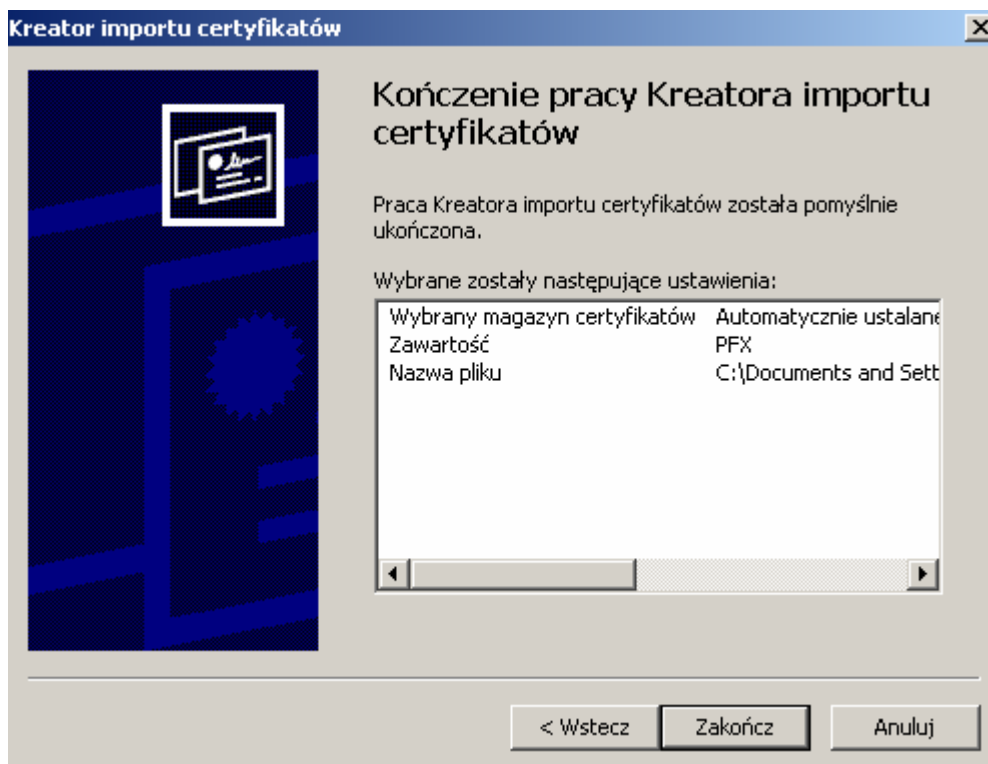 Kreator importu certyfikatów
Kończenie pracy Kreatora importu
certyfikatów
Praca Kreatora importu certyfikatów została pomyślnie
ukończona.
Wybrane zostały następujące ustawienia:
Wybrany magazyn certyfikatów Automatycznie ustalane
Zawartość PFX
Nazwa pliku C:\Documents and Sett
< Wstecz Zakończ Anuluj